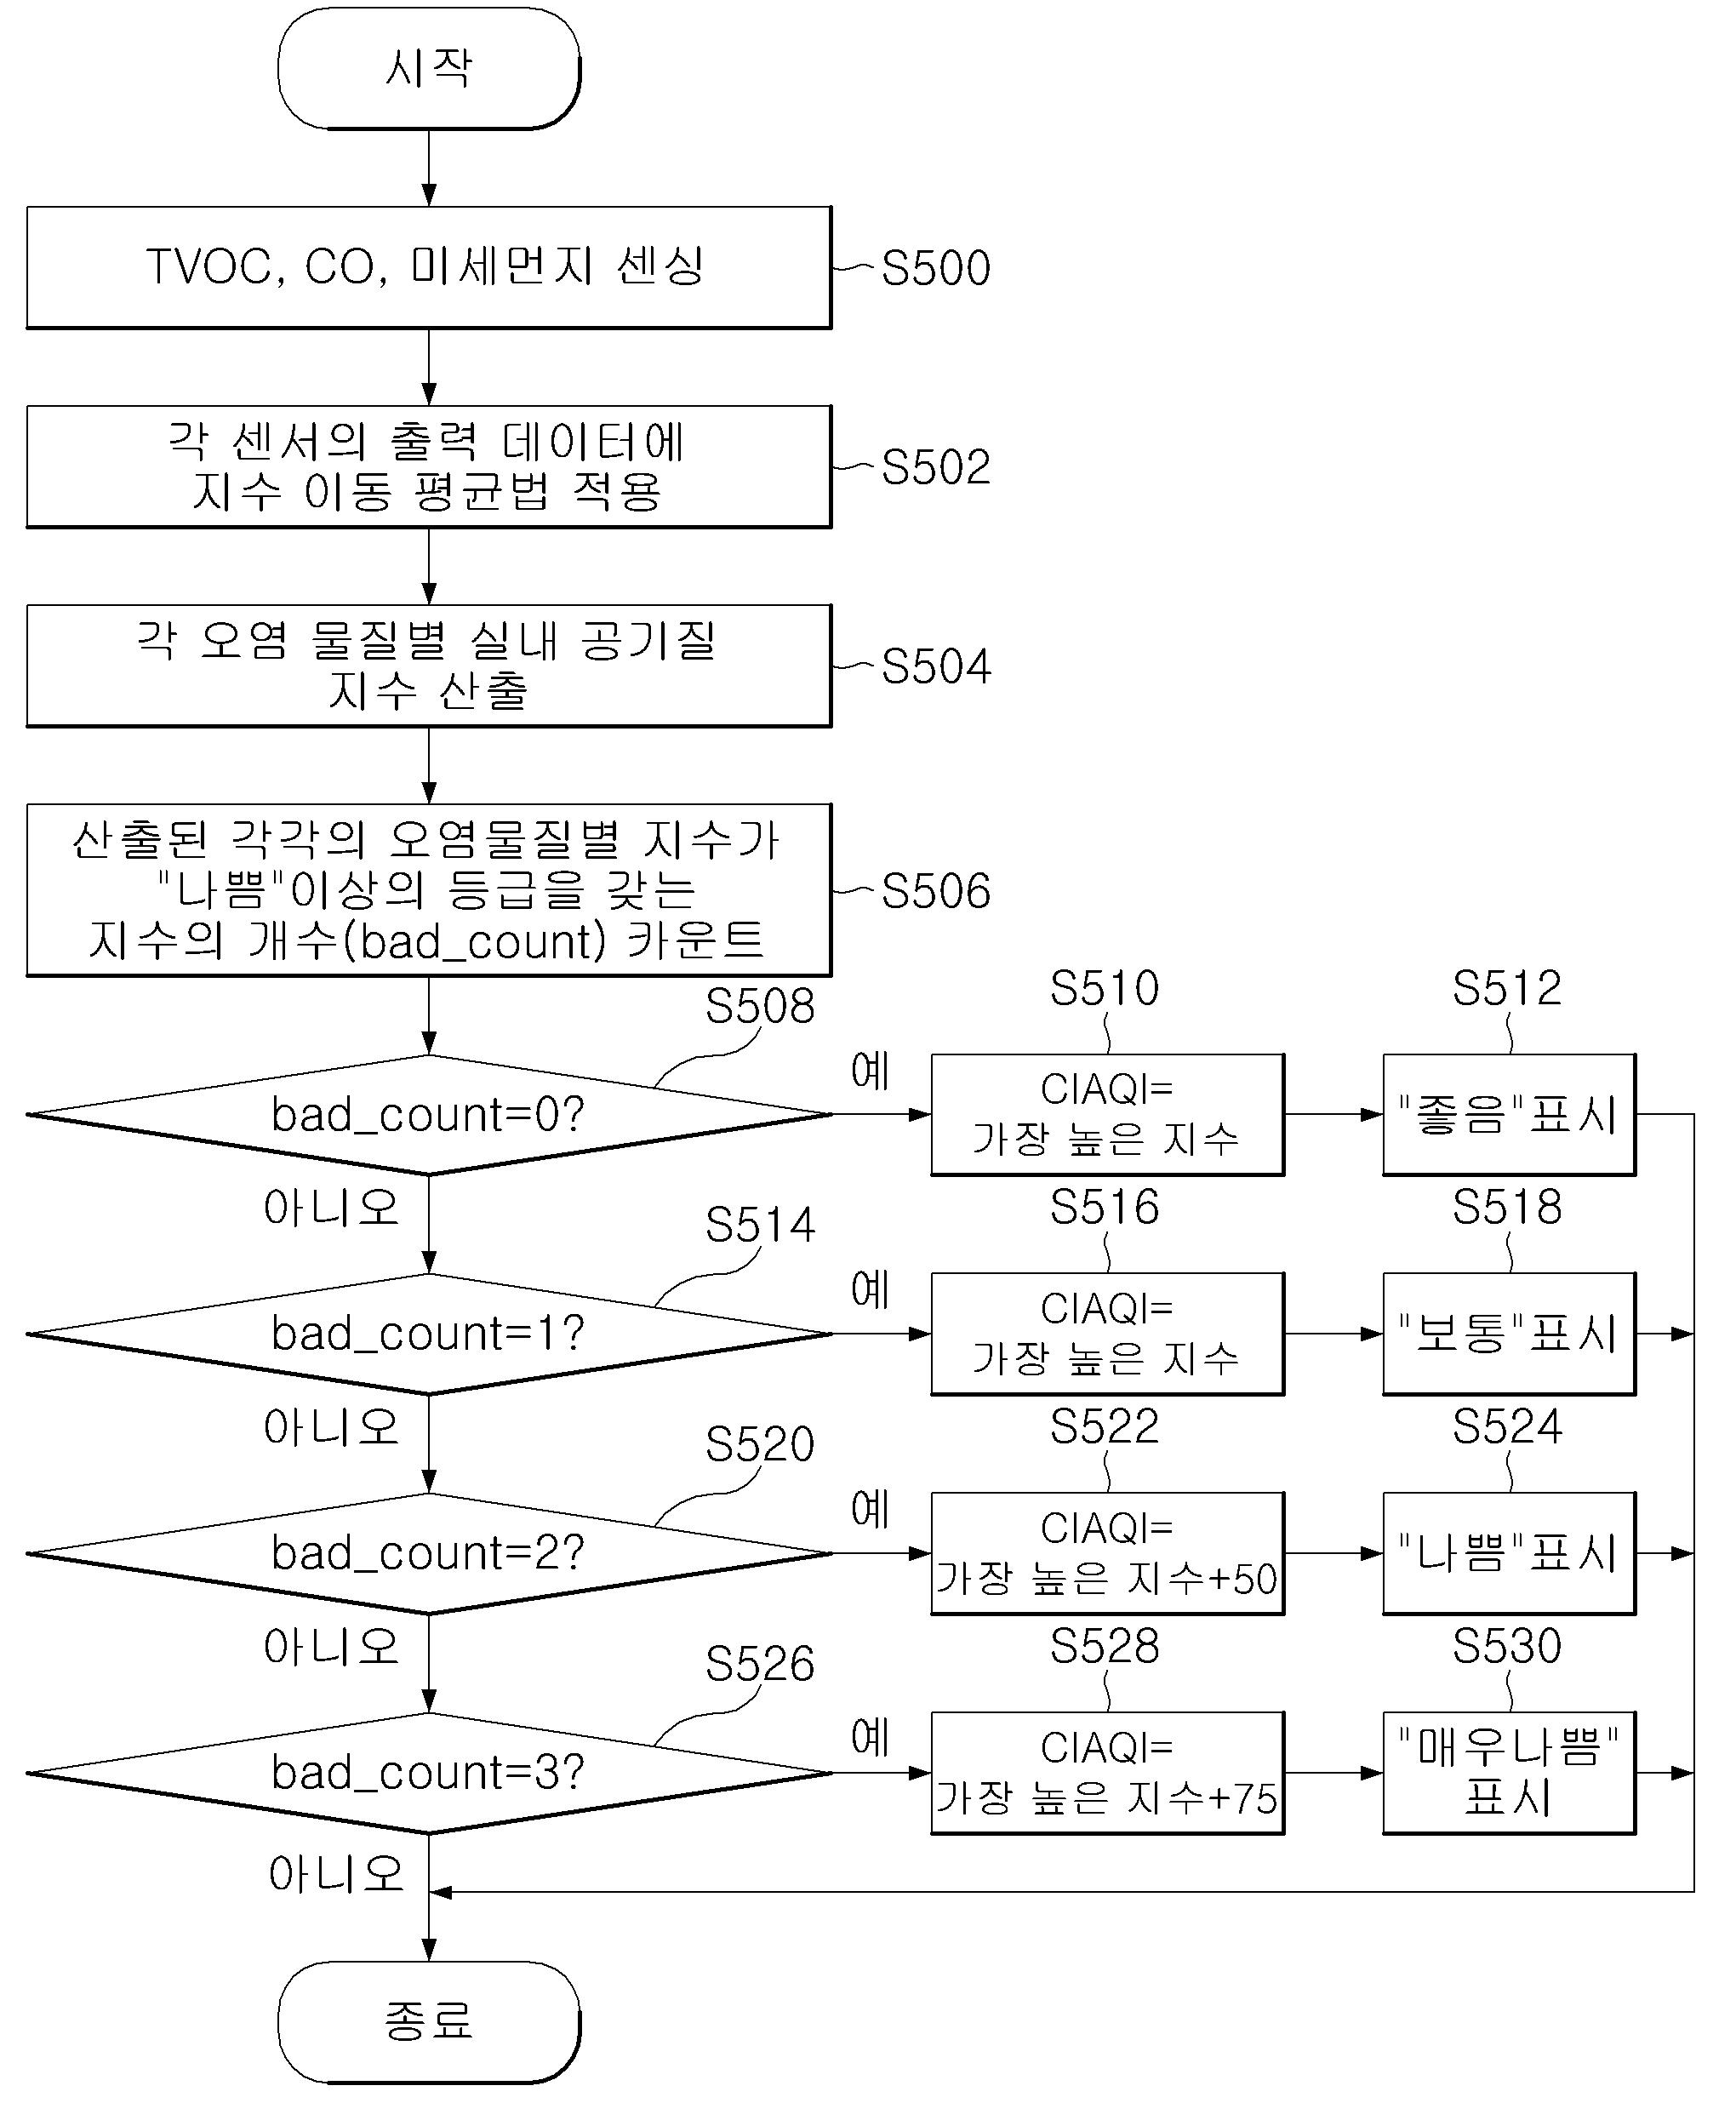 시작
TVOC, CO, 미세먼지 센싱
S500
각 센서의 출력 데이터에
지수 이동 평균법 적용
S502
각 오염 물질별 실내 공기질
지수 산출
S504
산출된 각각의 오염물질별 지수가
"나쁨"이상의 등급을 갖는
지수의 개수(bad_count) 카운트
S506
S508
bad_count=0?
예
아니오
S510
CIAQI=
가장 높은 지수
S512
"좋음"표시
S514
bad_count=1?
예
아니오
S516
CIAQI=
가장 높은 지수
S518
"보통"표시
S520
bad_count=2?
예
아니오
S522
CIAQI=
가장 높은 지수+50
S524
"나쁨"표시
S526
bad_count=3?
예
아니오
S528
CIAQI=
가장 높은 지수+75
S530
"매우나쁨"
표시
종료